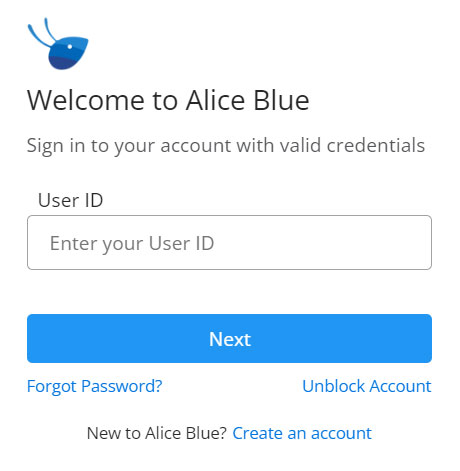 Welcome to Alice Blue
Sign in to your account with valid credentials
User ID
Enter your User ID
Next
Forgot Password? Unblock Account
New to Alice Blue? Create an account